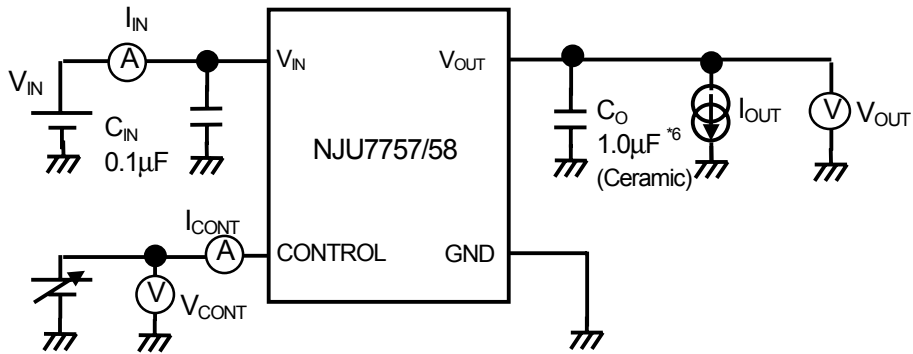 I_IN
A
V_IN
C_IN
0.1μF
V_IN
V_OUT
NJU7757/58
C_O
1.0μF *6
(Ceramic)
I_OUT
V
V_OUT
I_CONT
A
CONTROL
GND
V
V_CONT